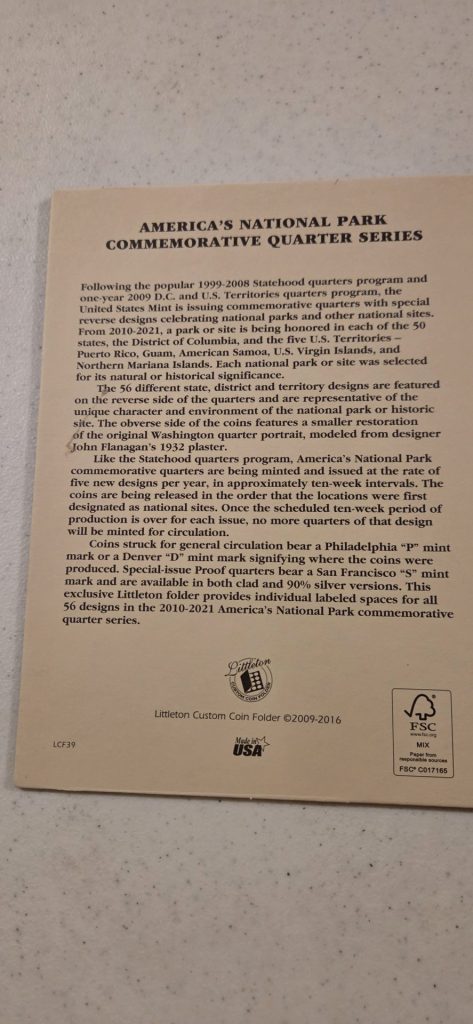 AMERICA'S NATIONAL PARK
COMMEMORATIVE QUARTER SERIES
Following the popular 1999-2008 Statehood quarters program and
one-year 2009 D.C. and U.S. Territories quarters program, the
United States Mint is issuing commemorative quarters with special
reverse designs celebrating national parks and other national sites.
From 2010-2021, a park or site is being honored in each of the 50
states, the District of Columbia, and the five U.S. Territories –
Puerto Rico, Guam, American Samoa, U.S. Virgin Islands, and
Northern Mariana Islands. Each national park or site was selected
for its natural or historical significance.
The 56 different state, district and territory designs are featured
on the reverse side of the quarters and are representative of the
unique character and environment of the national park or historic
site. The obverse side of the coins features a smaller restoration
of the original Washington quarter portrait, modeled from designer
John Flanagan's 1932 plaster.
Like the Statehood quarters program, America's National Park
commemorative quarters are being minted and issued at the rate of
five new designs per year, in approximately ten-week intervals. The
coins are being released in the order that the locations were first
designated as national sites. Once the scheduled ten-week period of
production is over for each issue, no more quarters of that design
will be minted for circulation.
Coins struck for general circulation bear a Philadelphia "P" mint
mark or a Denver "D" mint mark signifying where the coins were
produced. Special-issue Proof quarters bear a San Francisco "S" mint
mark and are available in both clad and 90% silver versions. This
exclusive Littleton folder provides individual labeled spaces for all
56 designs in the 2010-2021 America's National Park commemorative
quarter series.
Littleton
CUSTOM COIN FOLDER
Littleton Custom Coin Folder ©2009-2016
LCF39
Made in
USA
FSC
www.fsc.org
MIX
Paper from
responsible sources
FSC® C017165